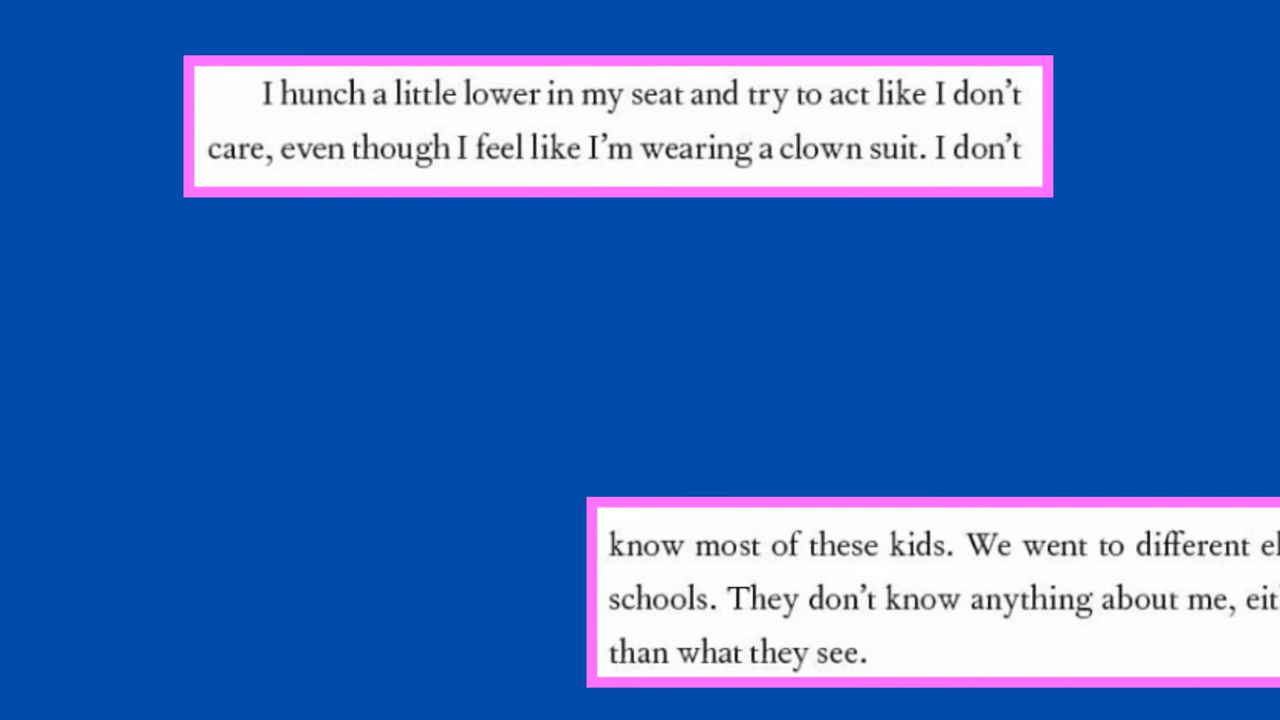 I hunch a little lower in my seat and try to act like I don’t
care, even though I feel like I’m wearing a clown suit. I don’t
know most of these kids. We went to different
schools. They don’t know anything about me,
than what they see.